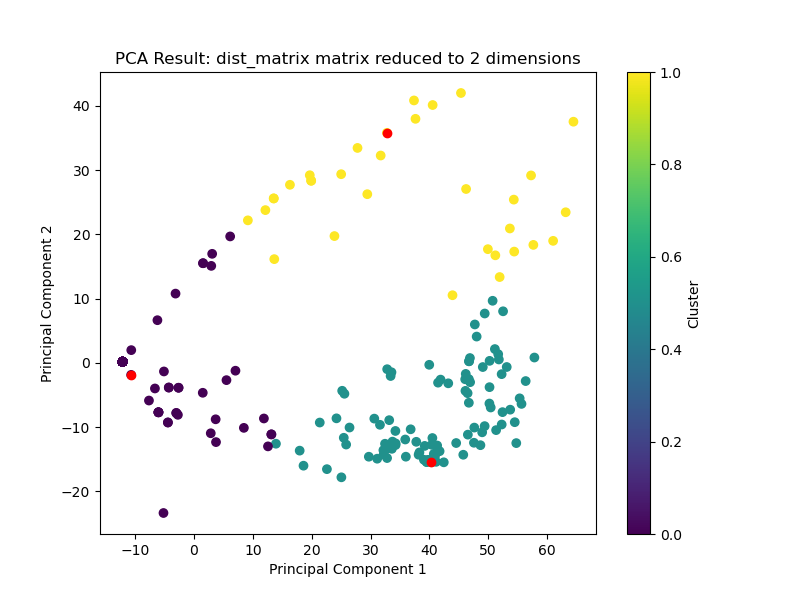 PCA Result: dist_matrix matrix reduced to 2 dimensions
40
30
20
10
0
−10
−20
Principal Component 2
−10 0 10 20 30 40 50 60
Principal Component 1
1.0
0.8
0.6
0.4
0.2
0.0
Cluster